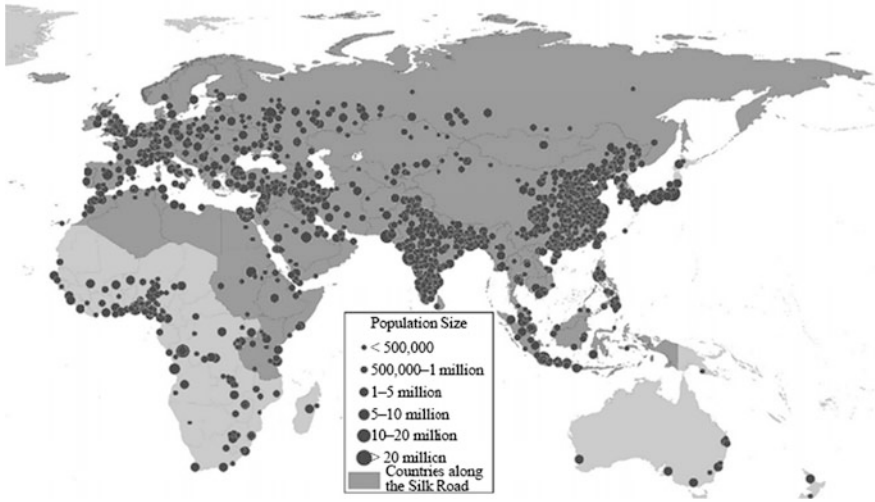 Population Size
< 500,000
500,000–1 million
1–5 million
5–10 million
10–20 million
> 20 million
Countries along
the Silk Road